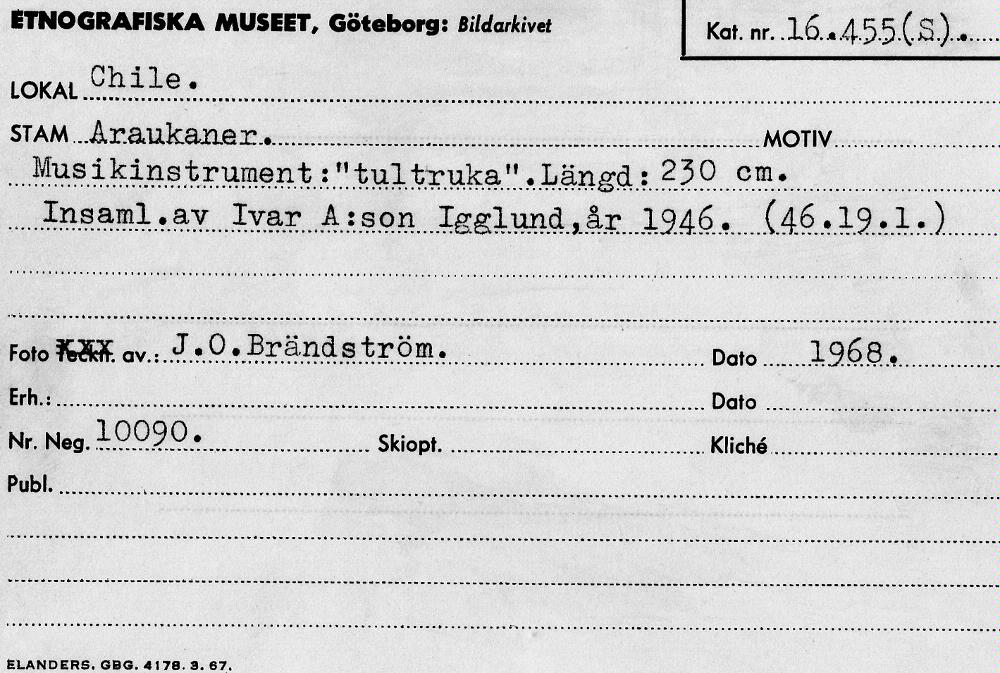 ETNOGRAFISKA MUSEET, Göteborg: Bildarkivet
Kat. nr. 16.455(S).
LOKAL Chile.
STAM Araukaner. MOTIV
Musikinstrument:"tultruka".Längd: 230 cm.
Insaml.av Ivar A:son Igglund,år 1946. (46.19.1.)
Foto xxx av.: J.O.Brändström. Dato 1968.
Erh.: Dato
Nr. Neg. 10090. Skiopt. Kliché
Publ.
ELANDERS. GBG. 4178. 3. 67.